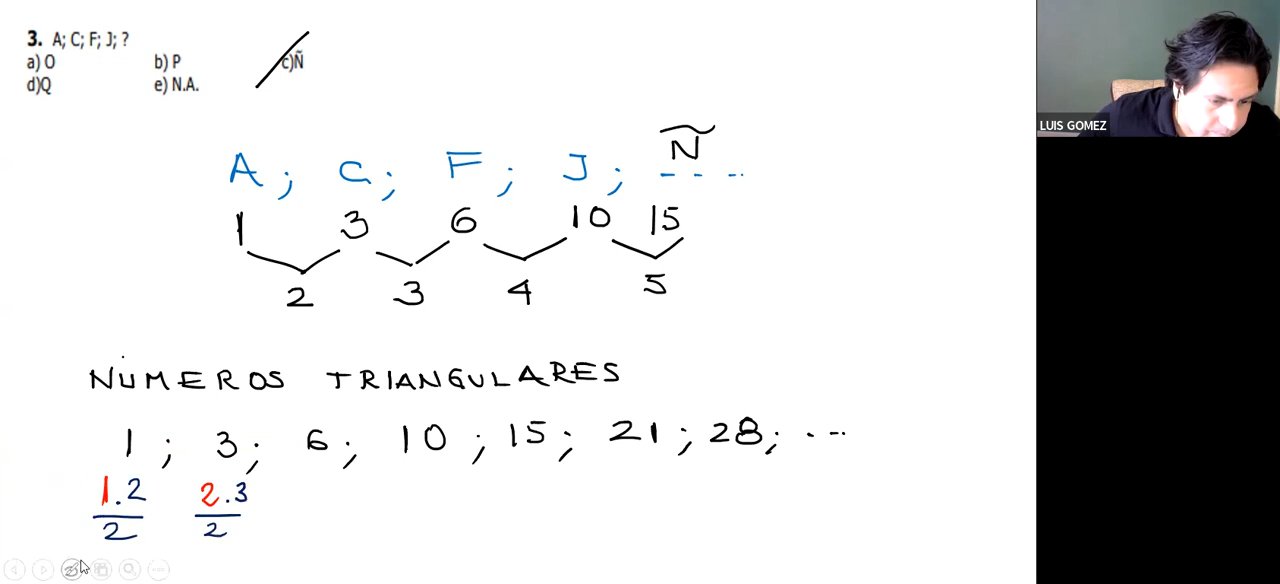 3. A; C; F; J; ?
a) O b) P c)Ñ
d)Q e) N.A.
LUIS GOMEZ
Ñ
A ; C ; F ; J ; ----
1 3 6 10 15
2 3 4 5
NÚMEROS TRIANGULARES
1 ; 3 ; 6 ; 10 ; 15 ; 21 ; 28 ; ...
1.2 2.3
2 2